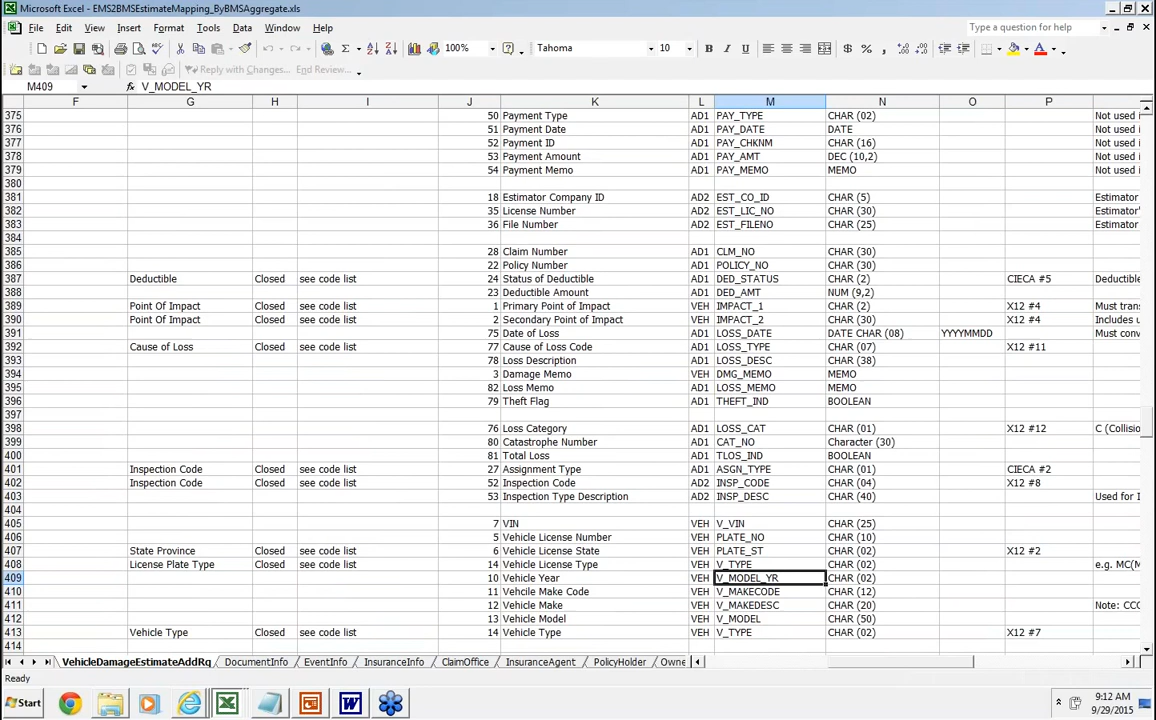 Microsoft Excel - EMS2BMSEstimateMapping_ByBMSAggregate.xls
File Edit View Insert Format Tools Data Window Help Type a question for help
100% Tahoma 10 B I U $ % ,
Reply with Changes... End Review...
M409 fx V_MODEL_YR
F G H I J K L M N O P
375 50 Payment Type AD1 PAY_TYPE CHAR (02) Not used i
376 51 Payment Date AD1 PAY_DATE DATE Not used i
377 52 Payment ID AD1 PAY_CHKNM CHAR (16) Not used i
378 53 Payment Amount AD1 PAY_AMT DEC (10,2) Not used i
379 54 Payment Memo AD1 PAY_MEMO MEMO Not used i
380
381 18 Estimator Company ID AD2 EST_CO_ID CHAR (5) Estimator
382 35 License Number AD2 EST_LIC_NO CHAR (30) Estimator'
383 36 File Number AD2 EST_FILENO CHAR (25) Estimator
384
385 28 Claim Number AD1 CLM_NO CHAR (30)
386 22 Policy Number AD1 POLICY_NO CHAR (30)
387 Deductible Closed see code list 24 Status of Deductible AD1 DED_STATUS CHAR (2) CIECA #5 Deductible
388 23 Deductible Amount AD1 DED_AMT NUM (9,2)
389 Point Of Impact Closed see code list 1 Primary Point of Impact VEH IMPACT_1 CHAR (2) X12 #4 Must trans
390 Point Of Impact Closed see code list 2 Secondary Point of Impact VEH IMPACT_2 CHAR (30) X12 #4 Includes u
391 75 Date of Loss AD1 LOSS_DATE DATE CHAR (08) YYYYMMDD Must conv
392 Cause of Loss Closed see code list 77 Cause of Loss Code AD1 LOSS_TYPE CHAR (07) X12 #11
393 78 Loss Description AD1 LOSS_DESC CHAR (38)
394 3 Damage Memo VEH DMG_MEMO MEMO
395 82 Loss Memo AD1 LOSS_MEMO MEMO
396 79 Theft Flag AD1 THEFT_IND BOOLEAN
397
398 76 Loss Category AD1 LOSS_CAT CHAR (01) X12 #12 C (Collisio
399 80 Catastrophe Number AD1 CAT_NO Character (30)
400 81 Total Loss AD1 TLOS_IND BOOLEAN
401 Inspection Code Closed see code list 27 Assignment Type AD1 ASGN_TYPE CHAR (01) CIECA #2
402 Inspection Code Closed see code list 52 Inspection Code AD2 INSP_CODE CHAR (04) X12 #8
403 53 Inspection Type Description AD2 INSP_DESC CHAR (40) Used for I
404
405 7 VIN VEH V_VIN CHAR (25)
406 5 Vehicle License Number VEH PLATE_NO CHAR (10)
407 State Province Closed see code list 6 Vehicle License State VEH PLATE_ST CHAR (02) X12 #2
408 License Plate Type Closed see code list 14 Vehicle License Type VEH V_TYPE CHAR (02) e.g. MC(M
409 10 Vehicle Year VEH V_MODEL_YR CHAR (02)
410 11 Vehcile Make Code VEH V_MAKECODE CHAR (12)
411 12 Vehicle Make VEH V_MAKEDESC CHAR (20) Note: CCC
412 13 Vehicle Model VEH V_MODEL CHAR (50)
413 Vehicle Type Closed see code list 14 Vehicle Type VEH V_TYPE CHAR (02) X12 #7
414
VehicleDamageEstimateAddRq DocumentInfo EventInfo InsuranceInfo ClaimOffice InsuranceAgent PolicyHolder Owne
Ready
Start 9:12 AM
9/29/2015